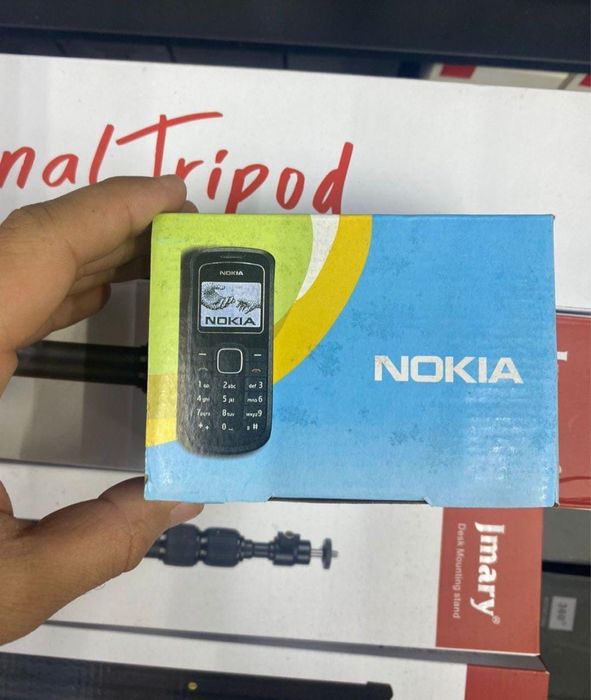 nal Tripod
NOKIA
NOKIA
NOKIA
1
2abc
def 3
4ghi
5 jkl
mno 6
7pqrs
8tuv
wxyz9
0
#
Jmary®
Desk Mounting stand
360°